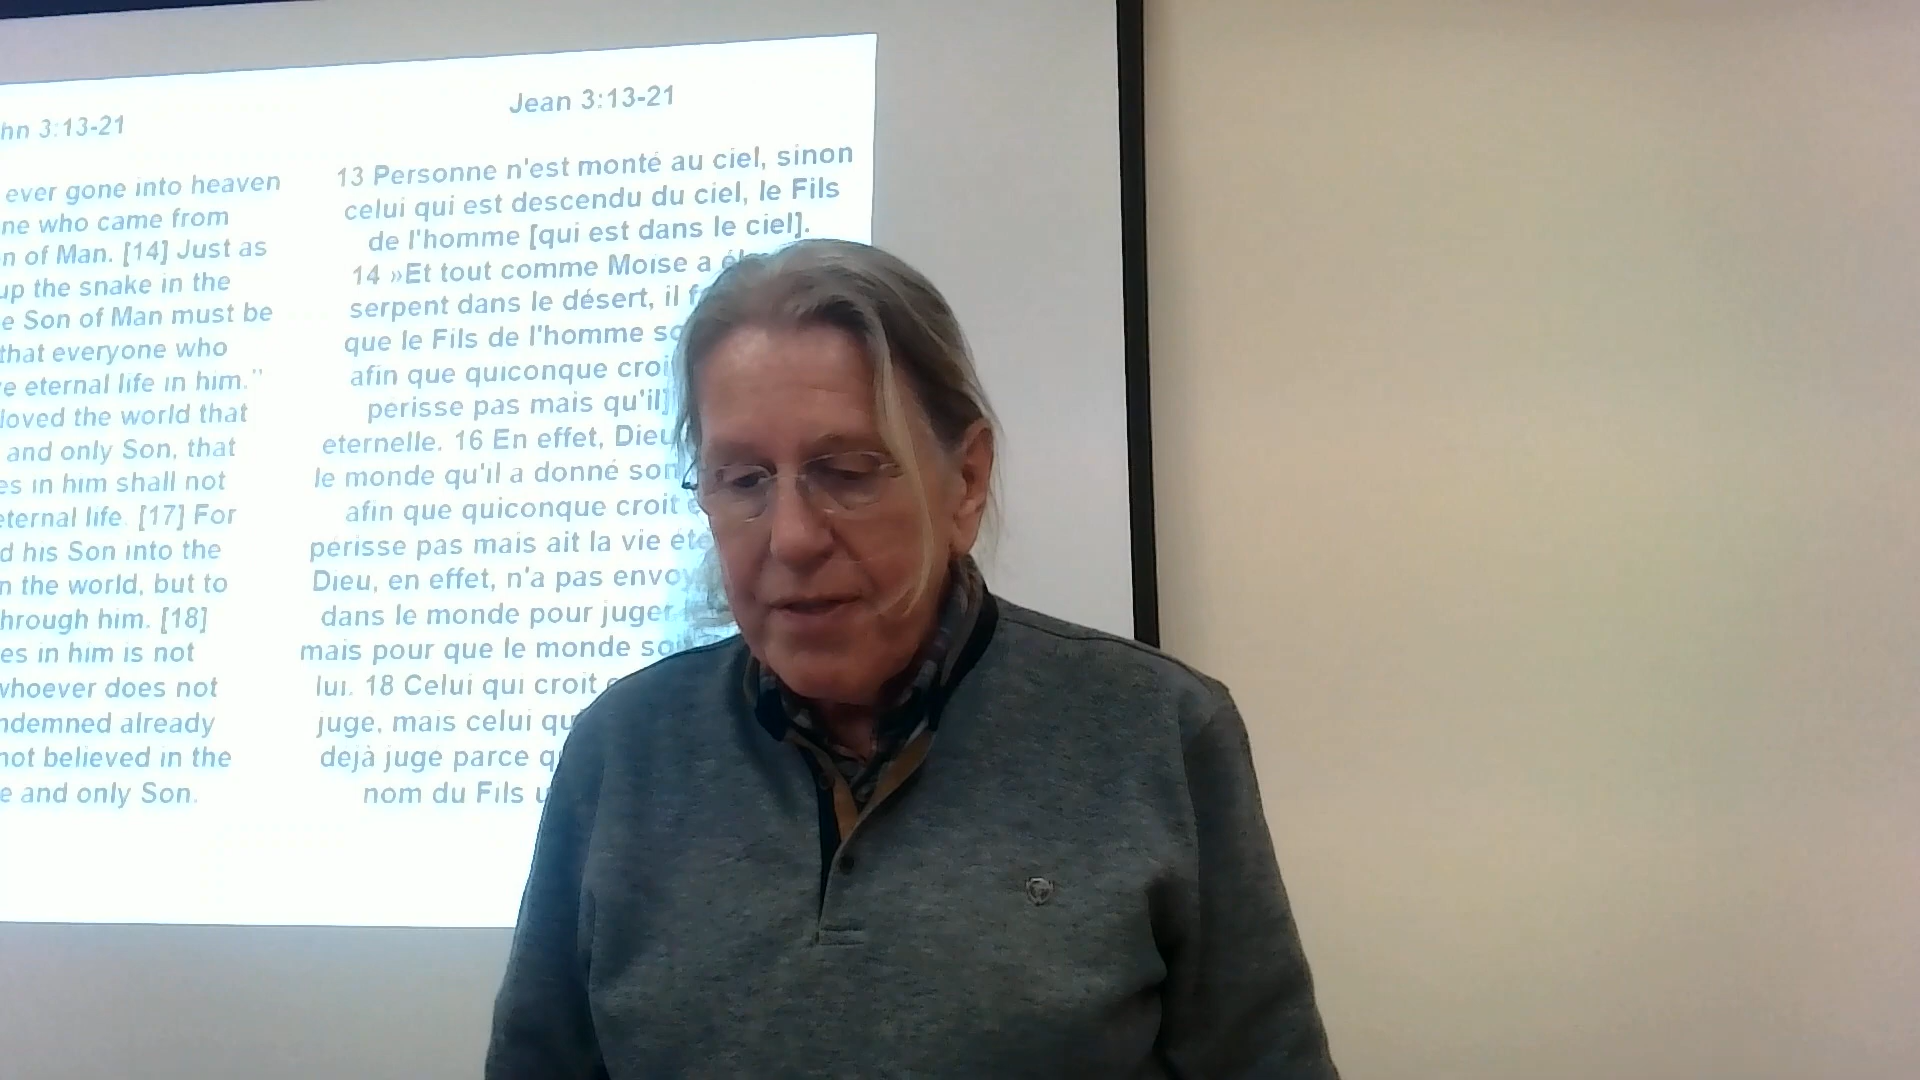 hn 3:13-21
ever gone into heaven
ne who came from
n of Man. [14] Just as
up the snake in the
e Son of Man must be
that everyone who
e eternal life in him."
loved the world that
and only Son, that
es in him shall not
eternal life. [17] For
d his Son into the
n the world, but to
hrough him. [18]
es in him is not
whoever does not
ndemned already
not believed in the
e and only Son.
Jean 3:13-21
13 Personne n'est monté au ciel, sinon
celui qui est descendu du ciel, le Fils
de l'homme [qui est dans le ciel].
14 »Et tout comme Moïse a
serpent dans le désert, il
que le Fils de l'homme
afin que quiconque
périsse pas mais qu'il]
éternelle. 16 En effet, Dieu
le monde qu'il a donné son
afin que quiconque croit
périsse pas mais ait la vie
Dieu, en effet, n'a pas
dans le monde pour juger
mais pour que le monde
lui. 18 Celui qui croit
jugé, mais celui
déjà jugé parce
nom du Fils